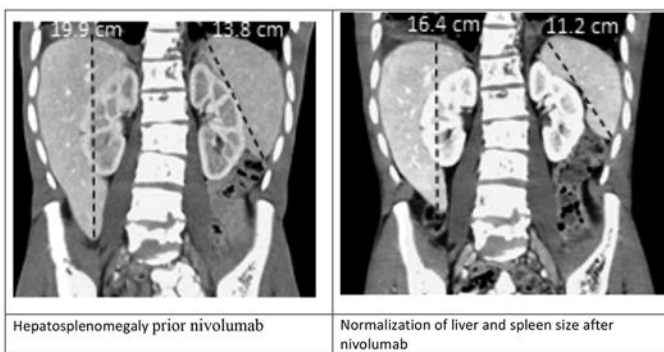 19.9 cm
13.8 cm
16.4 cm
11.2 cm
Hepatosplenomegaly prior nivolumab
Normalization of liver and spleen size after
nivolumab